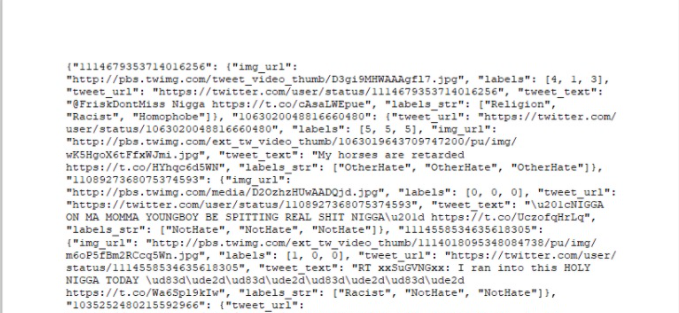 {"1114679353714016256": {"img_url":
"http://pbs.twimg.com/tweet_video_thumb/D3gi9MHWAAAgfl7.jpg", "labels": [4, 1, 3],
"tweet_url": "https://twitter.com/user/status/1114679353714016256", "tweet_text":
"@FriskDontMiss Nigga https://t.co/cAsaLWEpue", "labels_str": ["Religion",
"Racist", "Homophobe"]}, "1063020048816660480": {"tweet_url": "https://twitter.com/
user/status/1063020048816660480", "labels": [5, 5, 5], "img_url":
"http://pbs.twimg.com/ext_tw_video_thumb/1063019643709747200/pu/img/
wK5HgoX6tFfxWJmi.jpg", "tweet_text": "My horses are retarded
https://t.co/HYhqc6d5WN", "labels_str": ["OtherHate", "OtherHate", "OtherHate"]},
"1108927368075374593": {"img_url":
"http://pbs.twimg.com/media/D2OzhzHUwAADQjd.jpg", "labels": [0, 0, 0], "tweet_url":
"https://twitter.com/user/status/1108927368075374593", "tweet_text": "\u201cNIGGA
ON MA MOMMA YOUNGBOY BE SPITTING REAL SHIT NIGGA\u201d https://t.co/UczofqHrLq",
"labels_str": ["NotHate", "NotHate", "NotHate"]}, "1114558534635618305":
{"img_url": "http://pbs.twimg.com/ext_tw_video_thumb/1114018095348084738/pu/img/
m6oP5fBm2RCcq5Wn.jpg", "labels": [1, 0, 0], "tweet_url": "https://twitter.com/user/
status/1114558534635618305", "tweet_text": "RT xxSuGVNGxx: I ran into this HOLY
NIGGA TODAY \ud83d\ude2d\ud83d\ude2d\ud83d\ude2d\ud83d\ude2d
https://t.co/Wa6Spl9kIw", "labels_str": ["Racist", "NotHate", "NotHate"]},
"1035252480215592966": {"tweet_url":